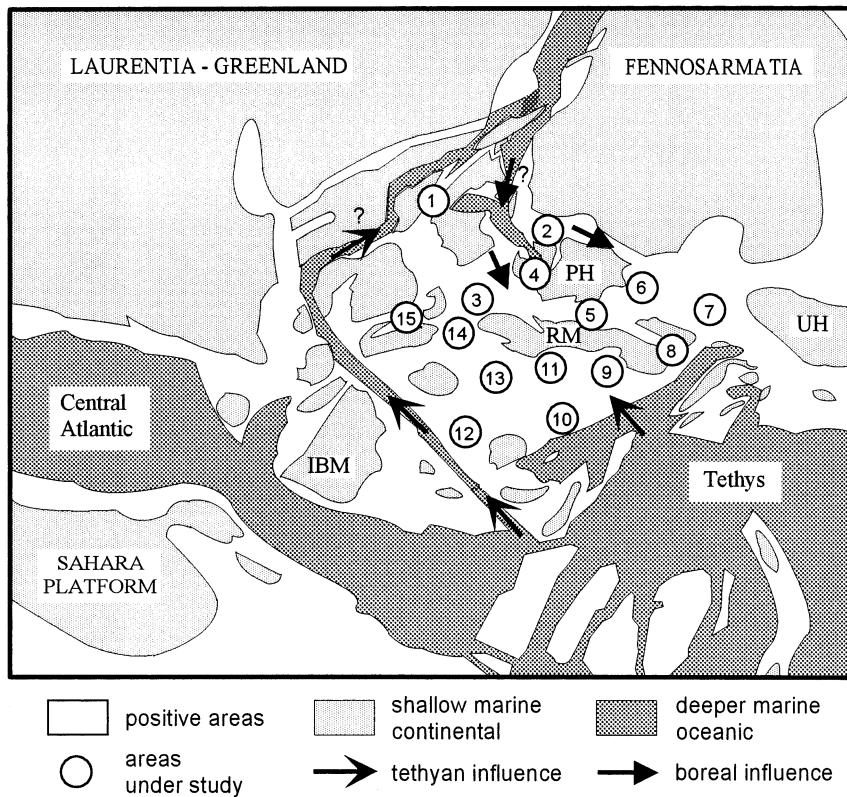 LAURENTIA - GREENLAND
FENNOSARMATIA
?
?
1
2
4
PH
6
3
5
7
15
14
RM
UH
8
11
9
13
Central
Atlantic
10
12
IBM
Tethys
SAHARA
PLATFORM
positive areas
shallow marine
continental
deeper marine
oceanic
areas
under study
tethyan influence
boreal influence